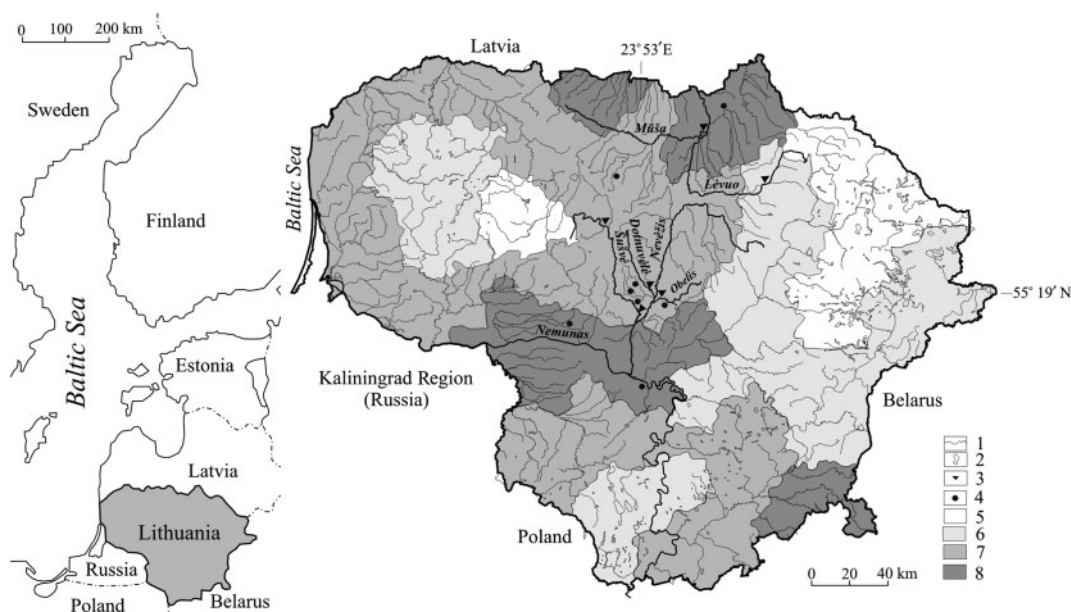 0 100 200 km
Sweden
Finland
Baltic Sea
Estonia
Latvia
Lithuania
Russia
Poland
Belarus
Latvia
23° 53′ E
Baltic Sea
Mūša
Lėvuo
Šušvė
Dotnuvėlė
Nevėžis
Obelis
55° 19′ N
Nemunas
Kaliningrad Region
(Russia)
Belarus
Poland
1
2
3
4
5
6
7
8
0 20 40 km